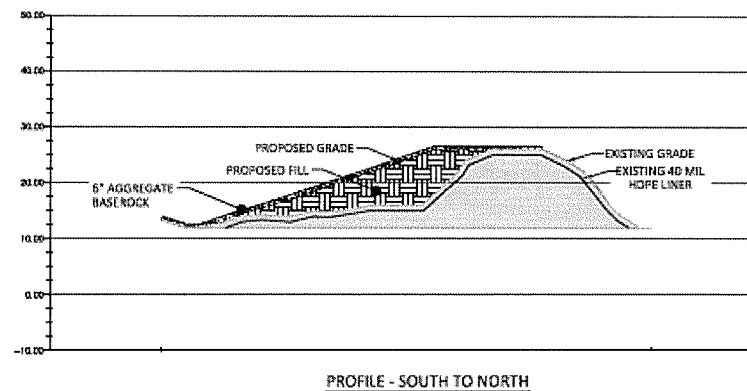 50.00
40.00
30.00
20.00
10.00
0.00
-10.00
PROPOSED GRADE
PROPOSED FILL
6" AGGREGATE
BASEROCK
EXISTING GRADE
EXISTING 40 MIL
HDPE LINER
PROFILE - SOUTH TO NORTH